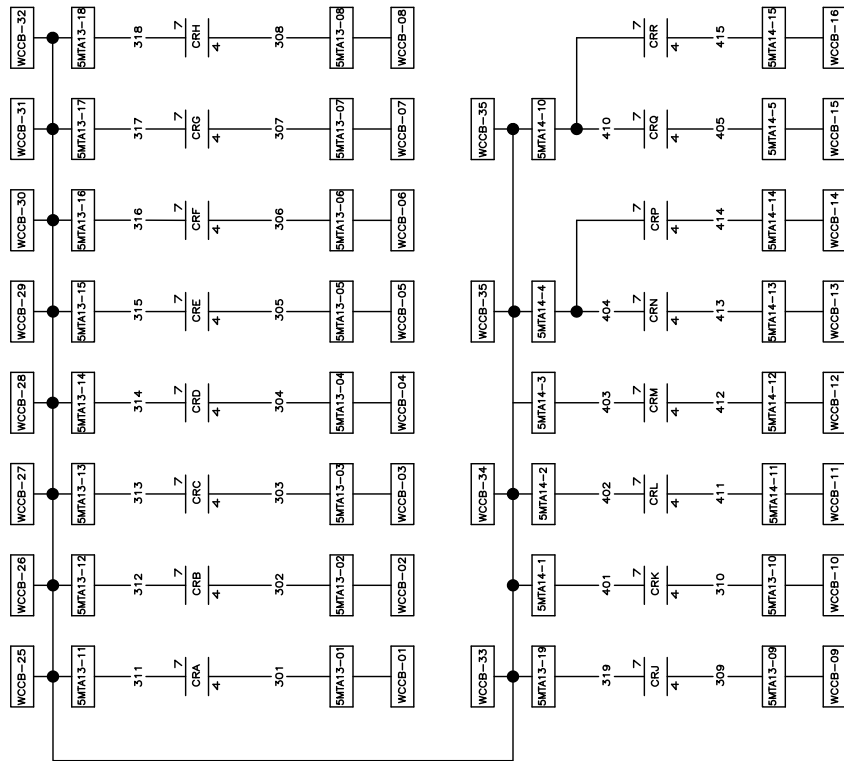 WCCB-32 5MTA13-18 318 7 CRH 4 308 5MTA13-08 WCCB-08
WCCB-31 5MTA13-17 317 7 CRG 4 307 5MTA13-07 WCCB-07
WCCB-30 5MTA13-16 316 7 CRF 4 306 5MTA13-06 WCCB-06
WCCB-29 5MTA13-15 315 7 CRE 4 305 5MTA13-05 WCCB-05
WCCB-28 5MTA13-14 314 7 CRD 4 304 5MTA13-04 WCCB-04
WCCB-27 5MTA13-13 313 7 CRC 4 303 5MTA13-03 WCCB-03
WCCB-26 5MTA13-12 312 7 CRB 4 302 5MTA13-02 WCCB-02
WCCB-25 5MTA13-11 311 7 CRA 4 301 5MTA13-01 WCCB-01
7 CRR 4 415 5MTA14-15 WCCB-16
WCCB-35 5MTA14-10 410 7 CRQ 4 405 5MTA14-5 WCCB-15
7 CRP 4 414 5MTA14-14 WCCB-14
WCCB-35 5MTA14-4 404 7 CRN 4 413 5MTA14-13 WCCB-13
5MTA14-3 403 7 CRM 4 412 5MTA14-12 WCCB-12
WCCB-34 5MTA14-2 402 7 CRL 4 411 5MTA14-11 WCCB-11
5MTA14-1 401 7 CRK 4 310 5MTA13-10 WCCB-10
WCCB-33 5MTA13-19 319 7 CRJ 4 309 5MTA13-09 WCCB-09